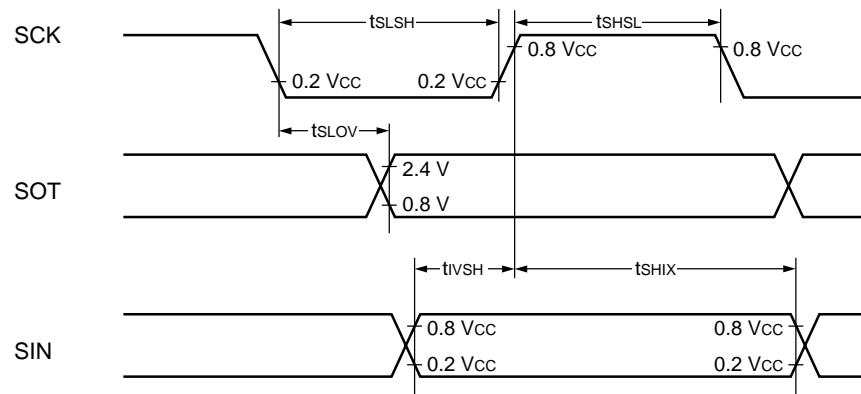 tSLSH tSHSL
SCK 0.8 VCC 0.8 VCC
0.2 VCC 0.2 VCC
tSLOV
SOT 2.4 V
0.8 V
tIVSH tSHIX
0.8 VCC 0.8 VCC
SIN 0.2 VCC 0.2 VCC